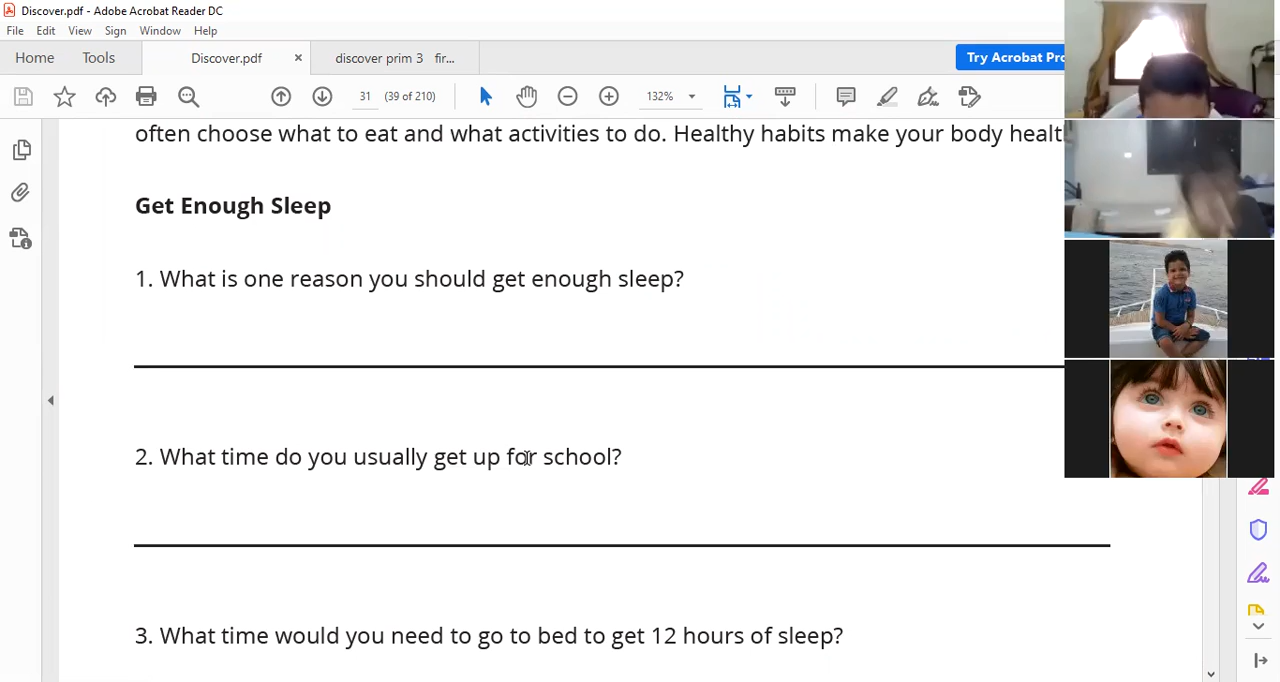 Discover.pdf - Adobe Acrobat Reader DC
File Edit View Sign Window Help
Home Tools Discover.pdf × discover prim 3 fir... Try Acrobat Pro
31 (39 of 210) 132%
often choose what to eat and what activities to do. Healthy habits make your body healt
Get Enough Sleep
1. What is one reason you should get enough sleep?
2. What time do you usually get up for school?
3. What time would you need to go to bed to get 12 hours of sleep?